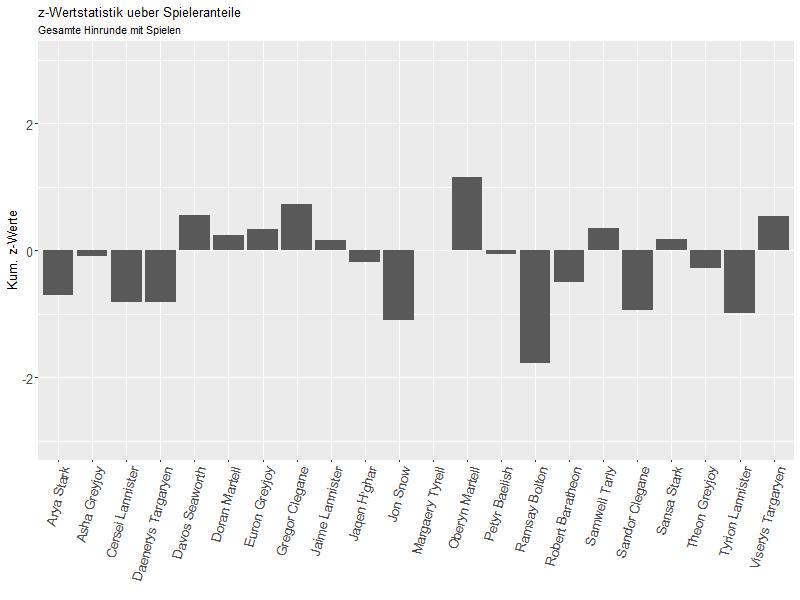 z-Wertstatistik ueber Spieleranteile
Gesamte Hinrunde mit Spielen
Kum. z-Werte
2
0
-2
Arya Stark
Asha Greyjoy
Cersei Lannister
Daenerys Targaryen
Davos Seaworth
Doran Martell
Euron Greyjoy
Gregor Clegane
Jaime Lannister
Jaqen H'ghar
Jon Snow
Margaery Tyrell
Oberyn Martell
Petyr Baelish
Ramsay Bolton
Robert Baratheon
Samwell Tarly
Sandor Clegane
Sansa Stark
Theon Greyjoy
Tyrion Lannister
Viserys Targaryen